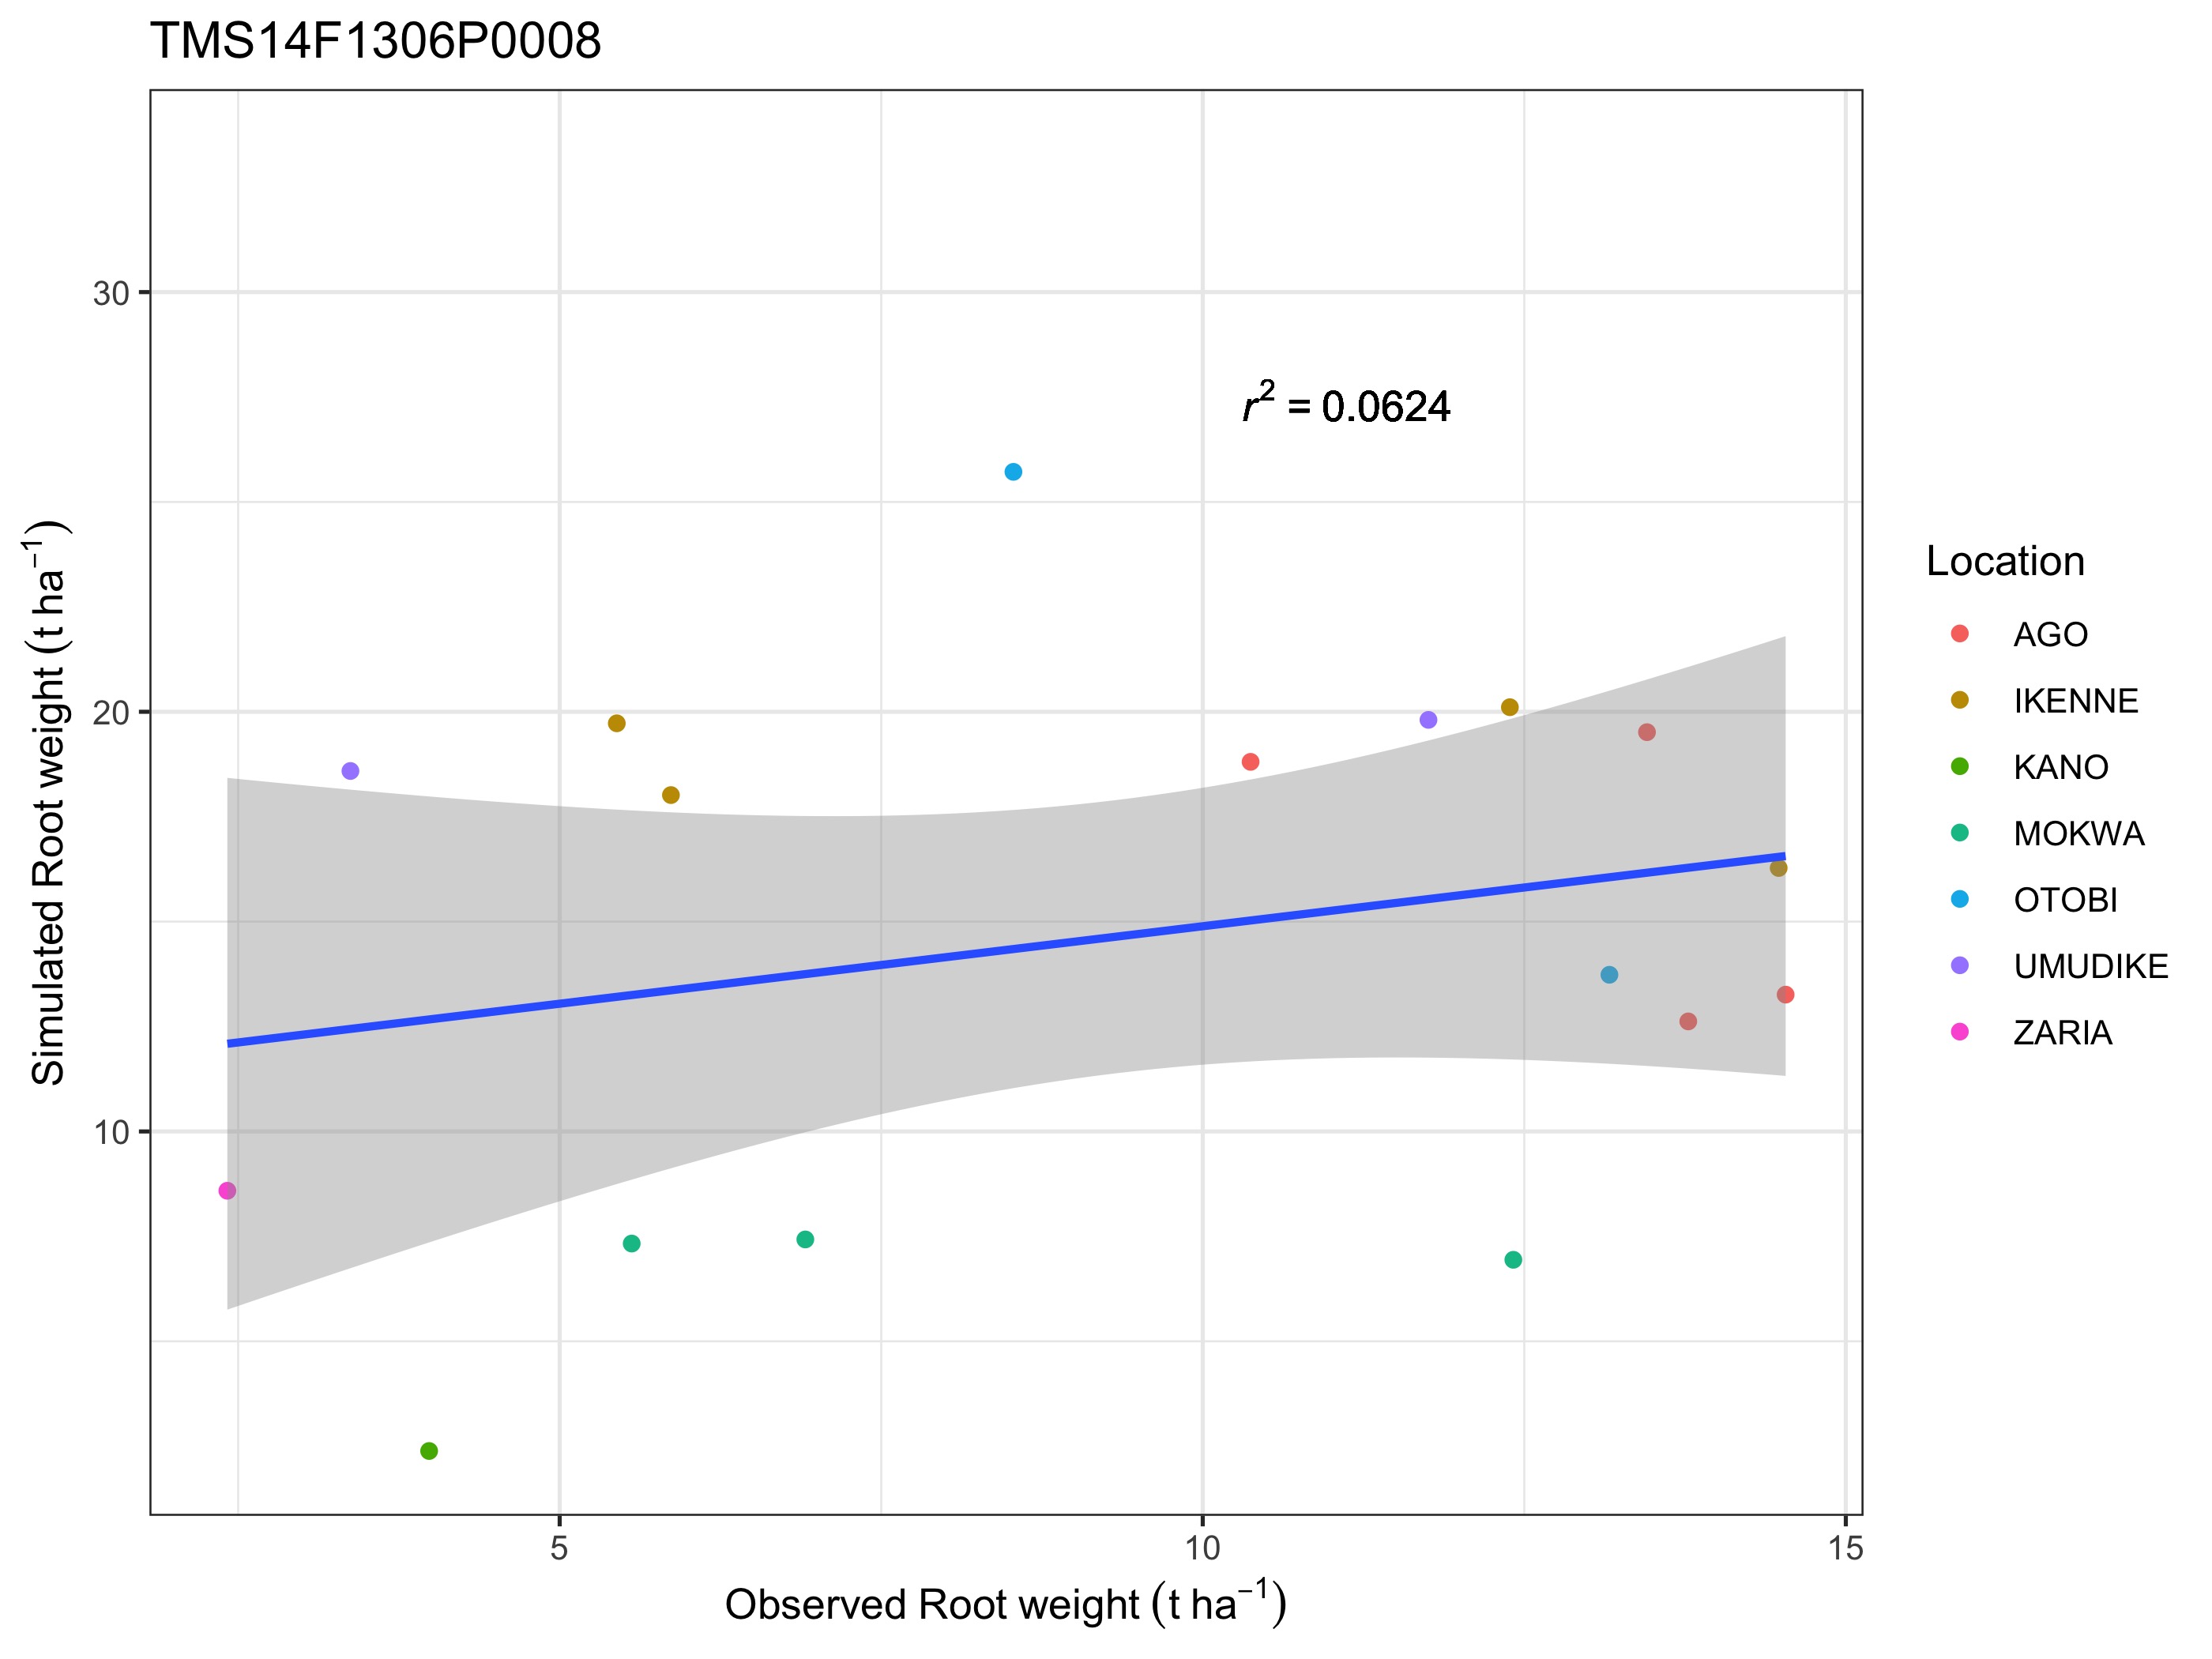 TMS14F1306P0008
30
20
10
Simulated Root weight (t ha⁻¹)
r² = 0.0624
5
10
15
Observed Root weight (t ha⁻¹)
Location
AGO
IKENNE
KANO
MOKWA
OTOBI
UMUDIKE
ZARIA